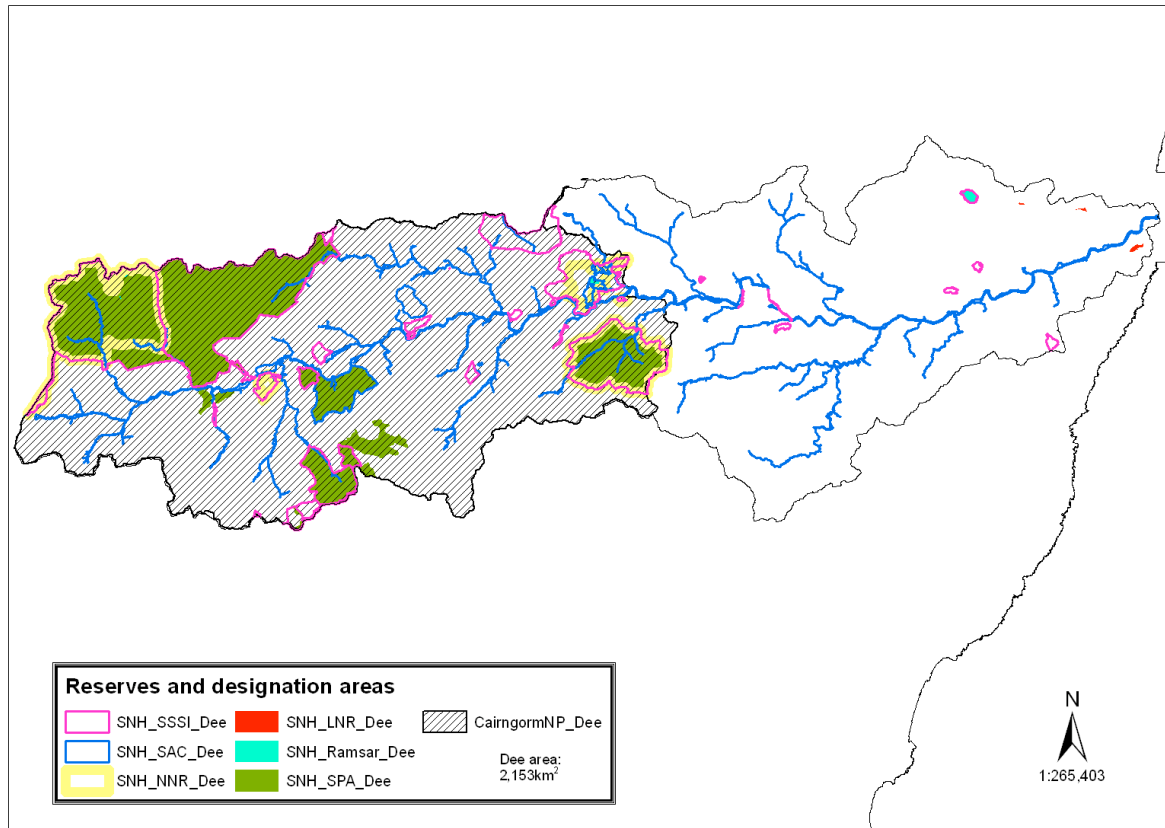 Reserves and designation areas
SNH_SSSI_Dee SNH_LNR_Dee CairngormNP_Dee
SNH_SAC_Dee SNH_Ramsar_Dee
SNH_NNR_Dee SNH_SPA_Dee
Dee area:
2,153km²
N
1:265,403